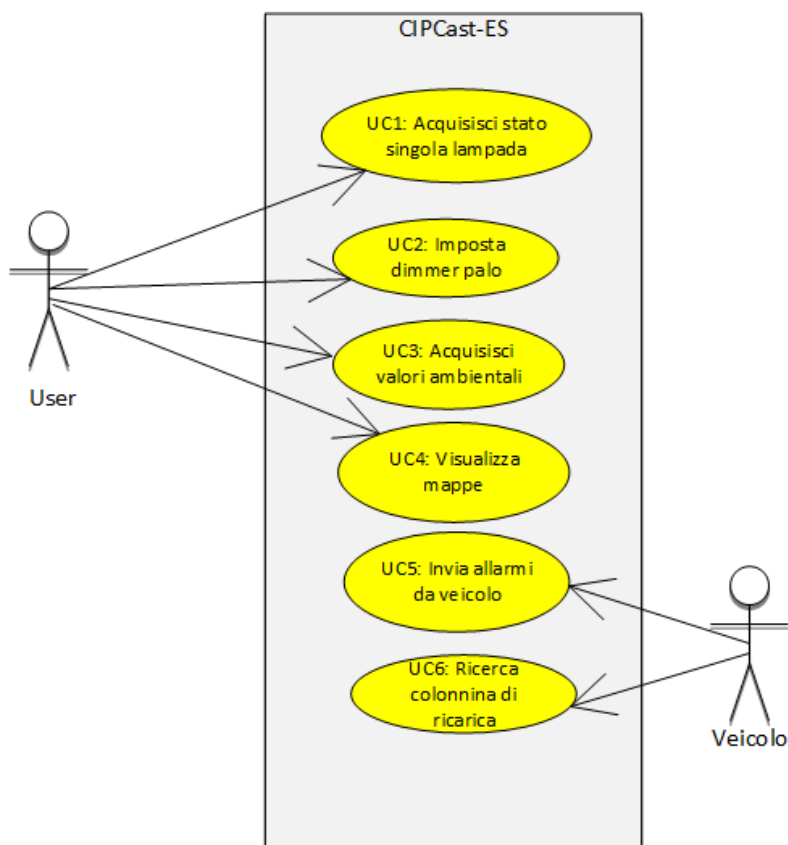 CIPCast-ES
UC1: Acquisisci stato
singola lampada
UC2: Imposta
dimmer palo
UC3: Acquisisci
valori ambientali
User
UC4: Visualizza
mappe
UC5: Invia allarmi
da veicolo
UC6: Ricerca
colonnina di
ricarica
Veicolo